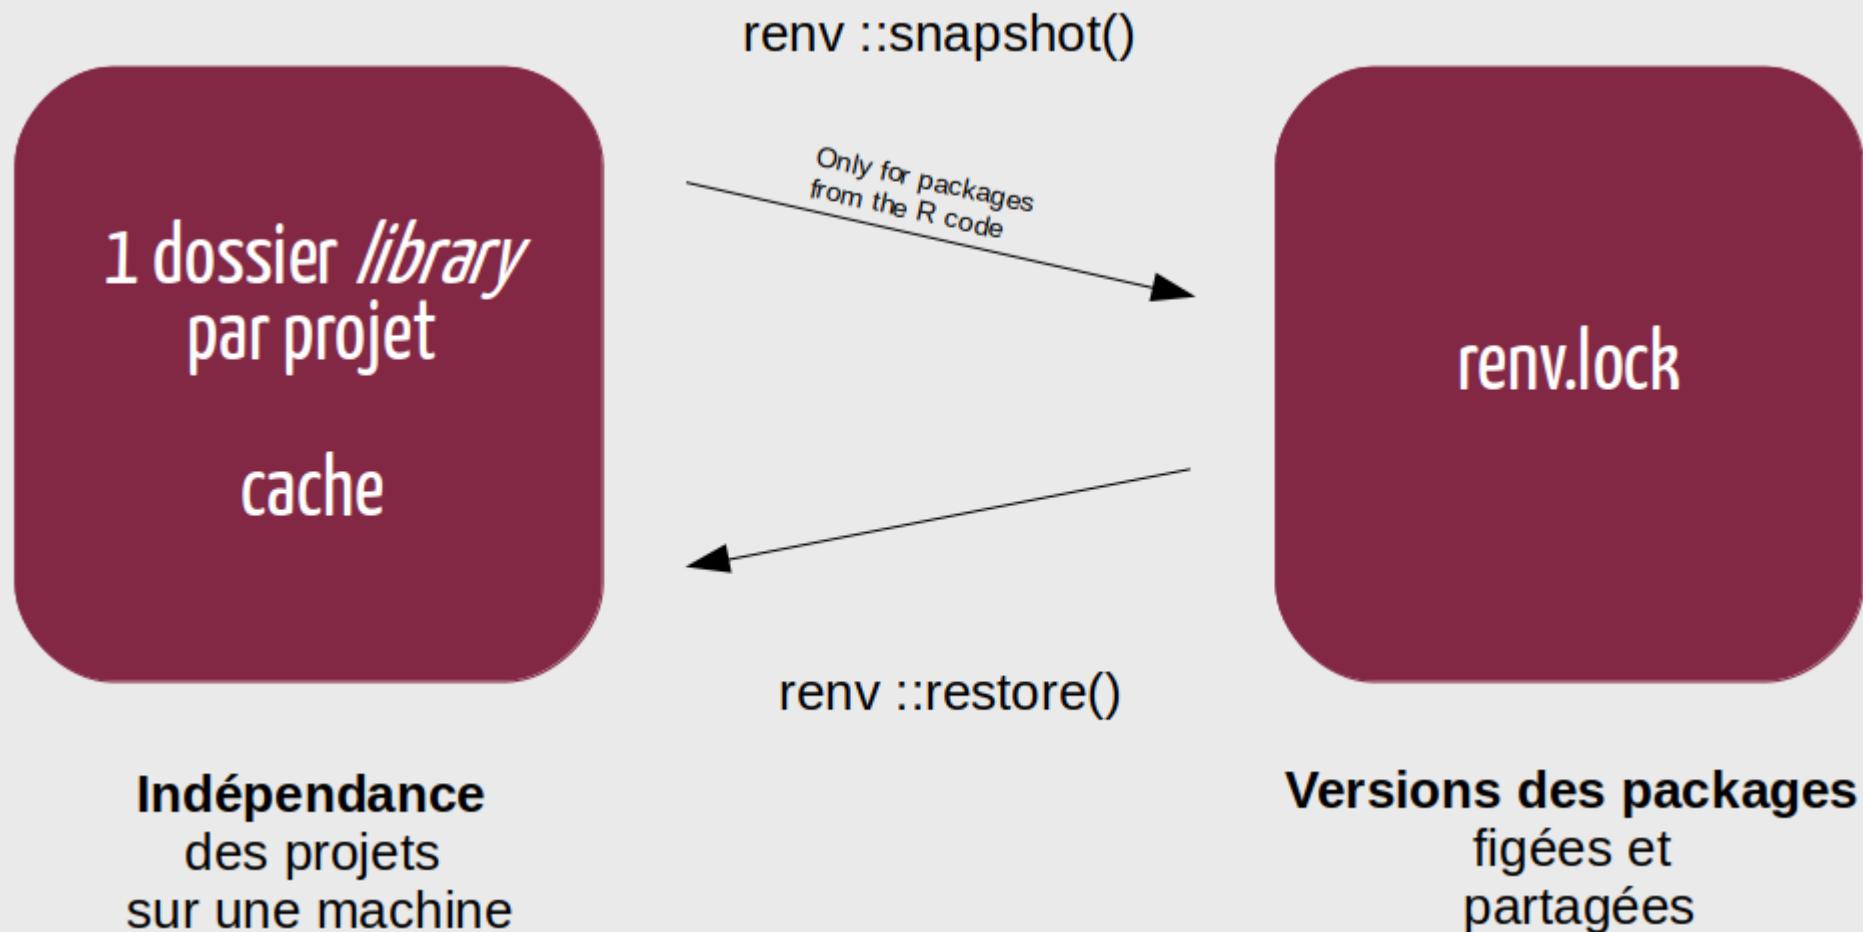 renv ::snapshot()
Only for packages
from the R code
1 dossier library
par projet
cache
renv.lock
renv ::restore()
Indépendance
des projets
sur une machine
Versions des packages
figées et
partagées